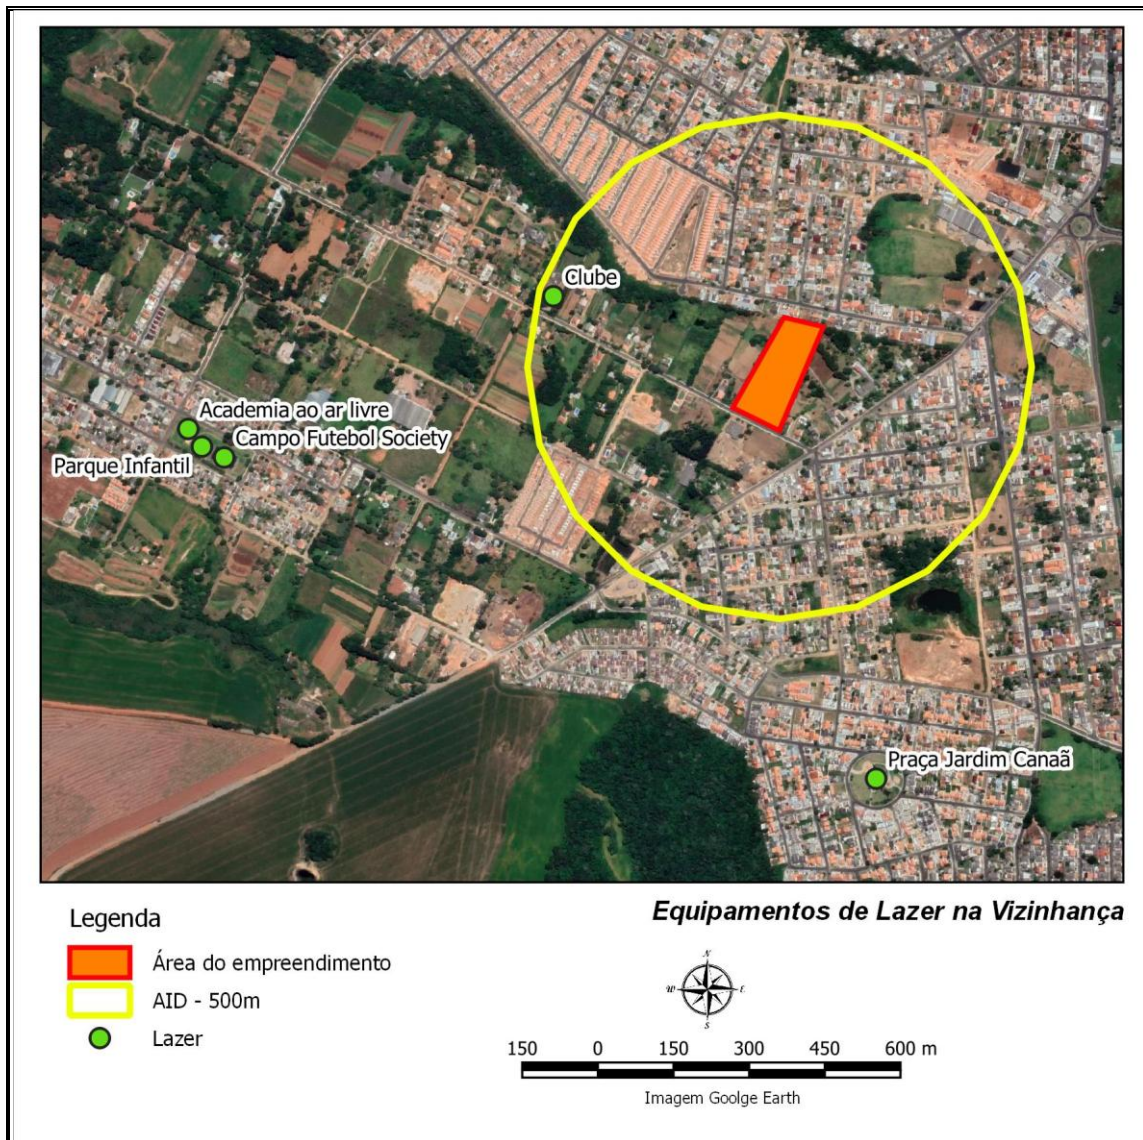 Clube
Academia ao ar livre
Campo Futebol Society
Parque Infantil
Praça Jardim Canaã
Legenda
Equipamentos de Lazer na Vizinhança
Área do empreendimento
AID - 500m
Lazer
N
W E
S
150 0 150 300 450 600 m
Imagem Goolge Earth